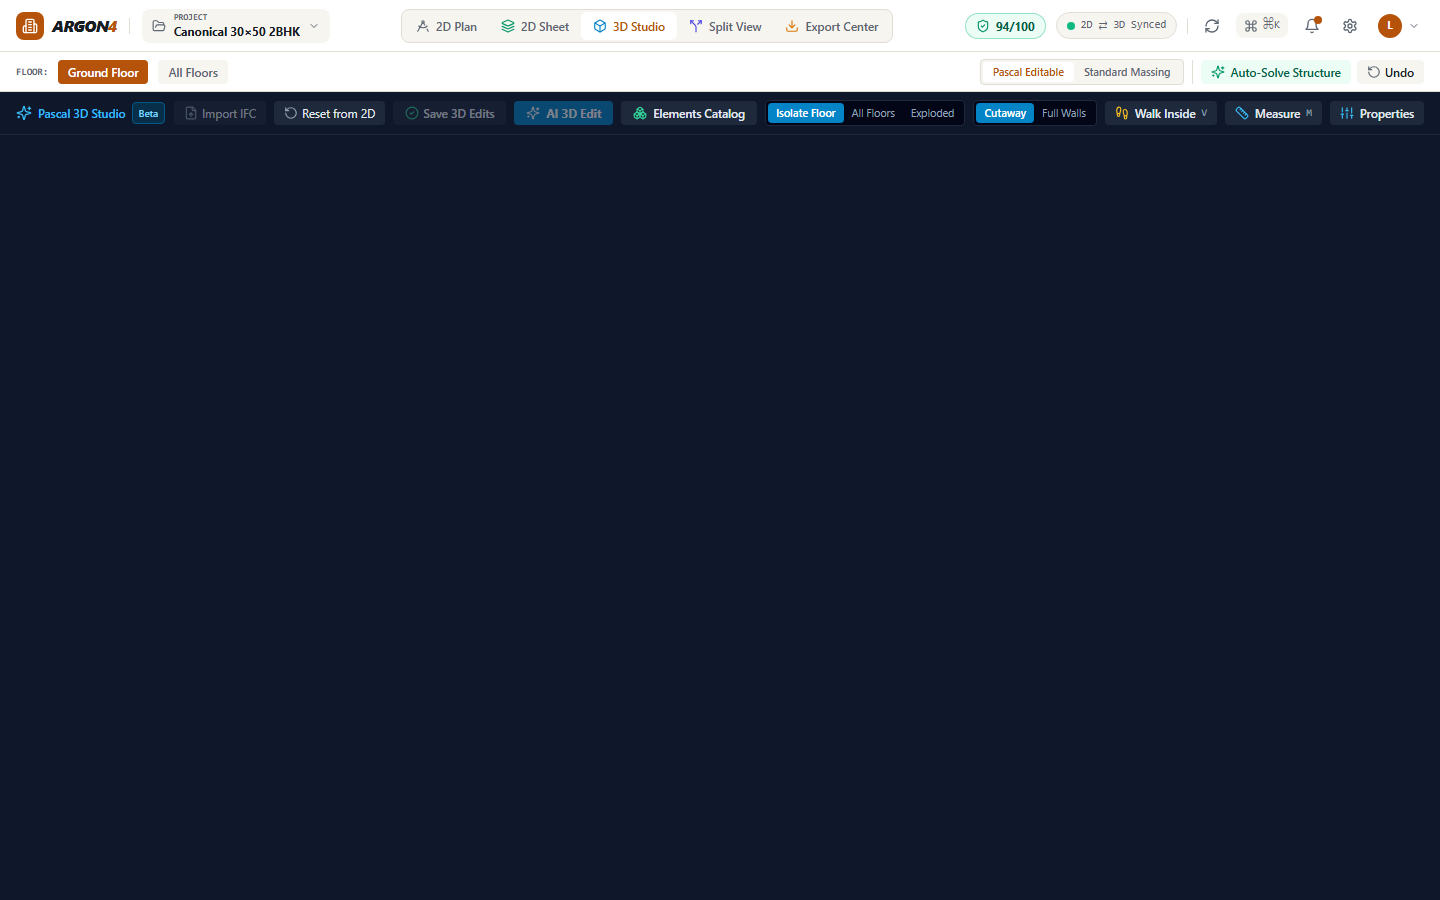 ARGON4
PROJECT
Canonical 30×50 2BHK
2D Plan
2D Sheet
3D Studio
Split View
Export Center
94/100
2D ⇄ 3D Synced
⌘ ⌘K
L
FLOOR:
Ground Floor
All Floors
Pascal Editable
Standard Massing
Auto-Solve Structure
Undo
Pascal 3D Studio
Beta
Import IFC
Reset from 2D
Save 3D Edits
AI 3D Edit
Elements Catalog
Isolate Floor
All Floors
Exploded
Cutaway
Full Walls
Walk Inside V
Measure M
Properties